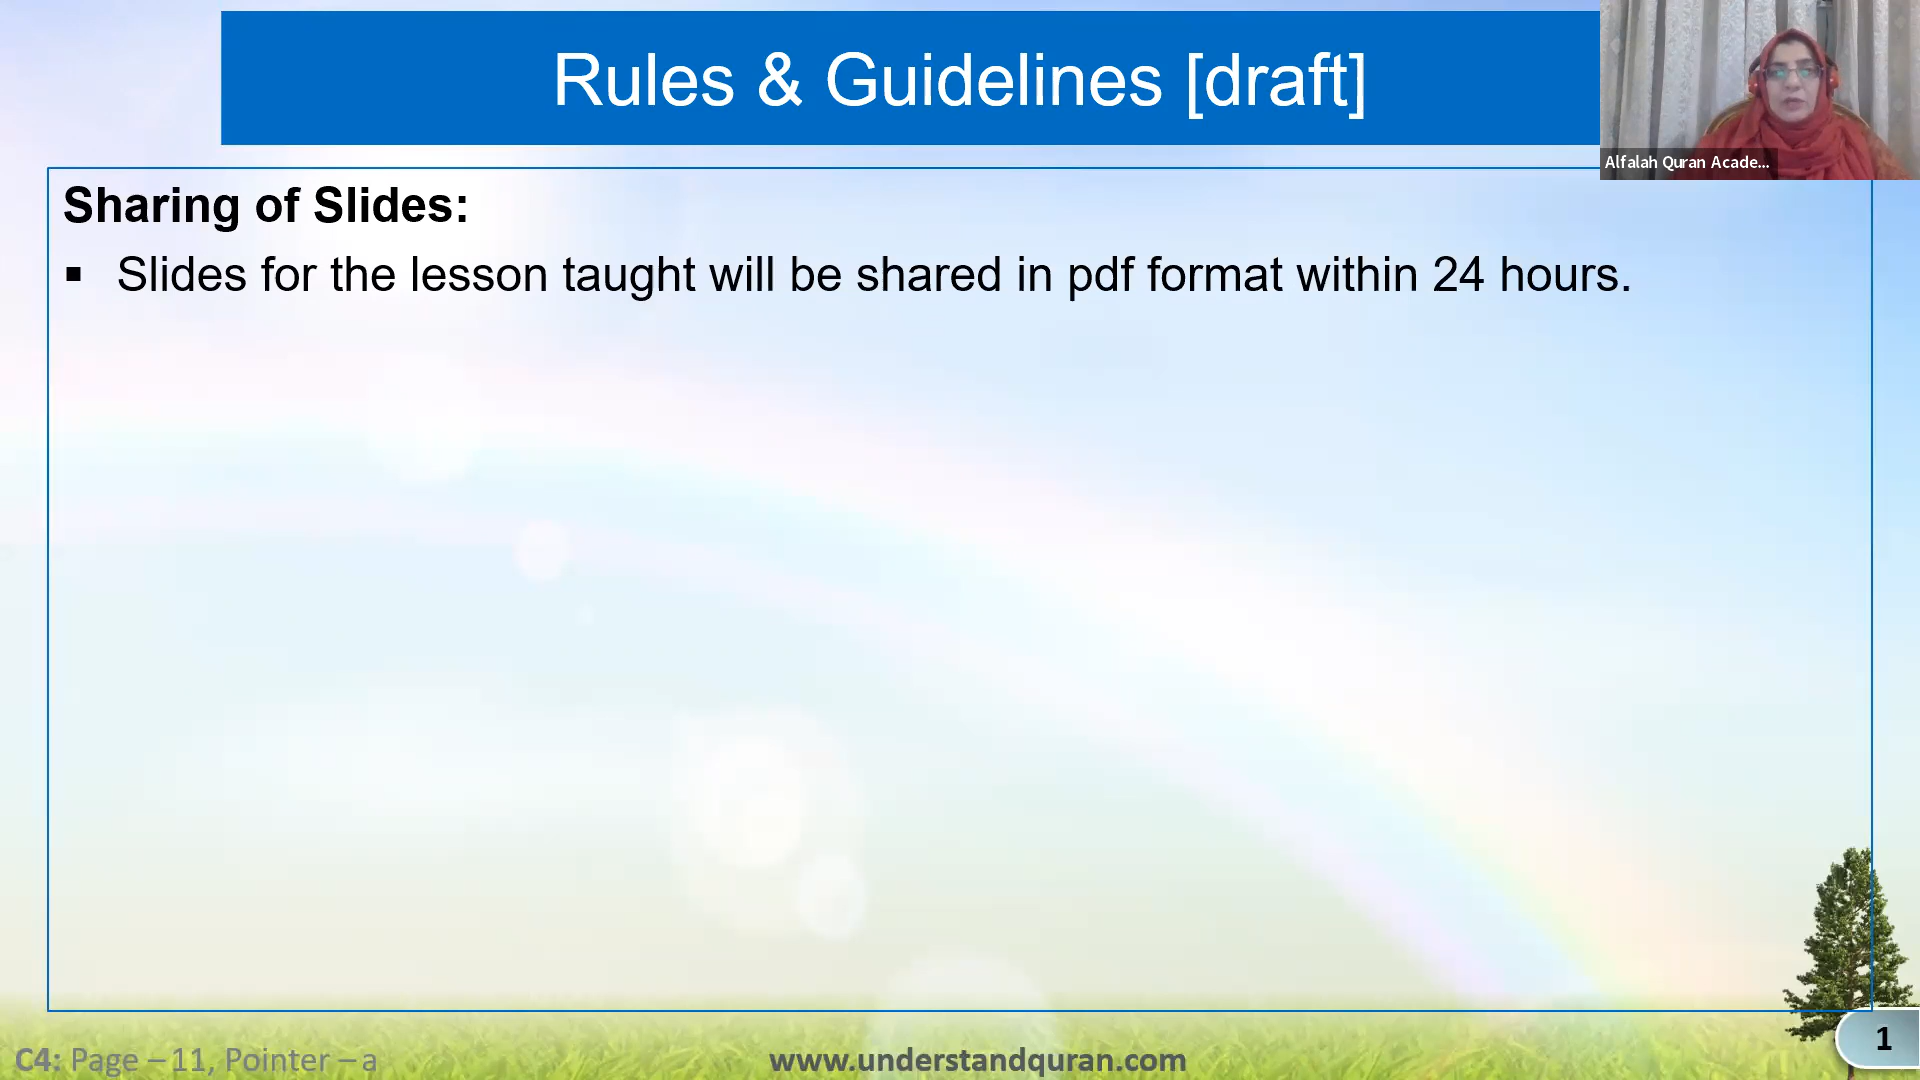 Rules & Guidelines [draft]
Alfalah Quran Acade...
Sharing of Slides:
▪ Slides for the lesson taught will be shared in pdf format within 24 hours.
C4: Page – 11, Pointer – a
www.understandquran.com
1